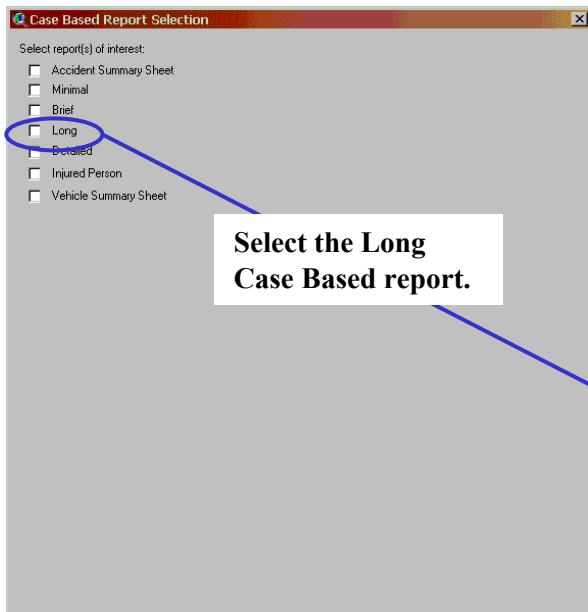 Case Based Report Selection
Select report(s) of interest:
Accident Summary Sheet
Minimal
Brief
Long
Detailed
Injured Person
Vehicle Summary Sheet
Select the Long
Case Based report.